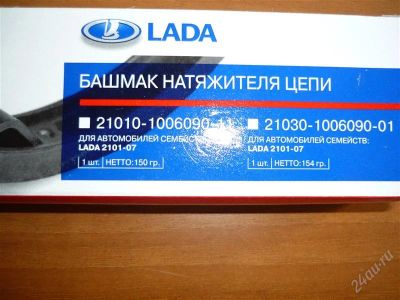 LADA
БАШМАК НАТЯЖИТЕЛЯ ЦЕПИ
21010-1006090-11 21030-1006090-01
ДЛЯ АВТОМОБИЛЕЙ СЕМЕЙСТВ: ДЛЯ АВТОМОБИЛЕЙ СЕМЕЙСТВ:
LADA 2101-07 LADA 2101-07
1 шт. НЕТТО: 150 гр. 1 шт. НЕТТО: 154 гр.
24au.ru